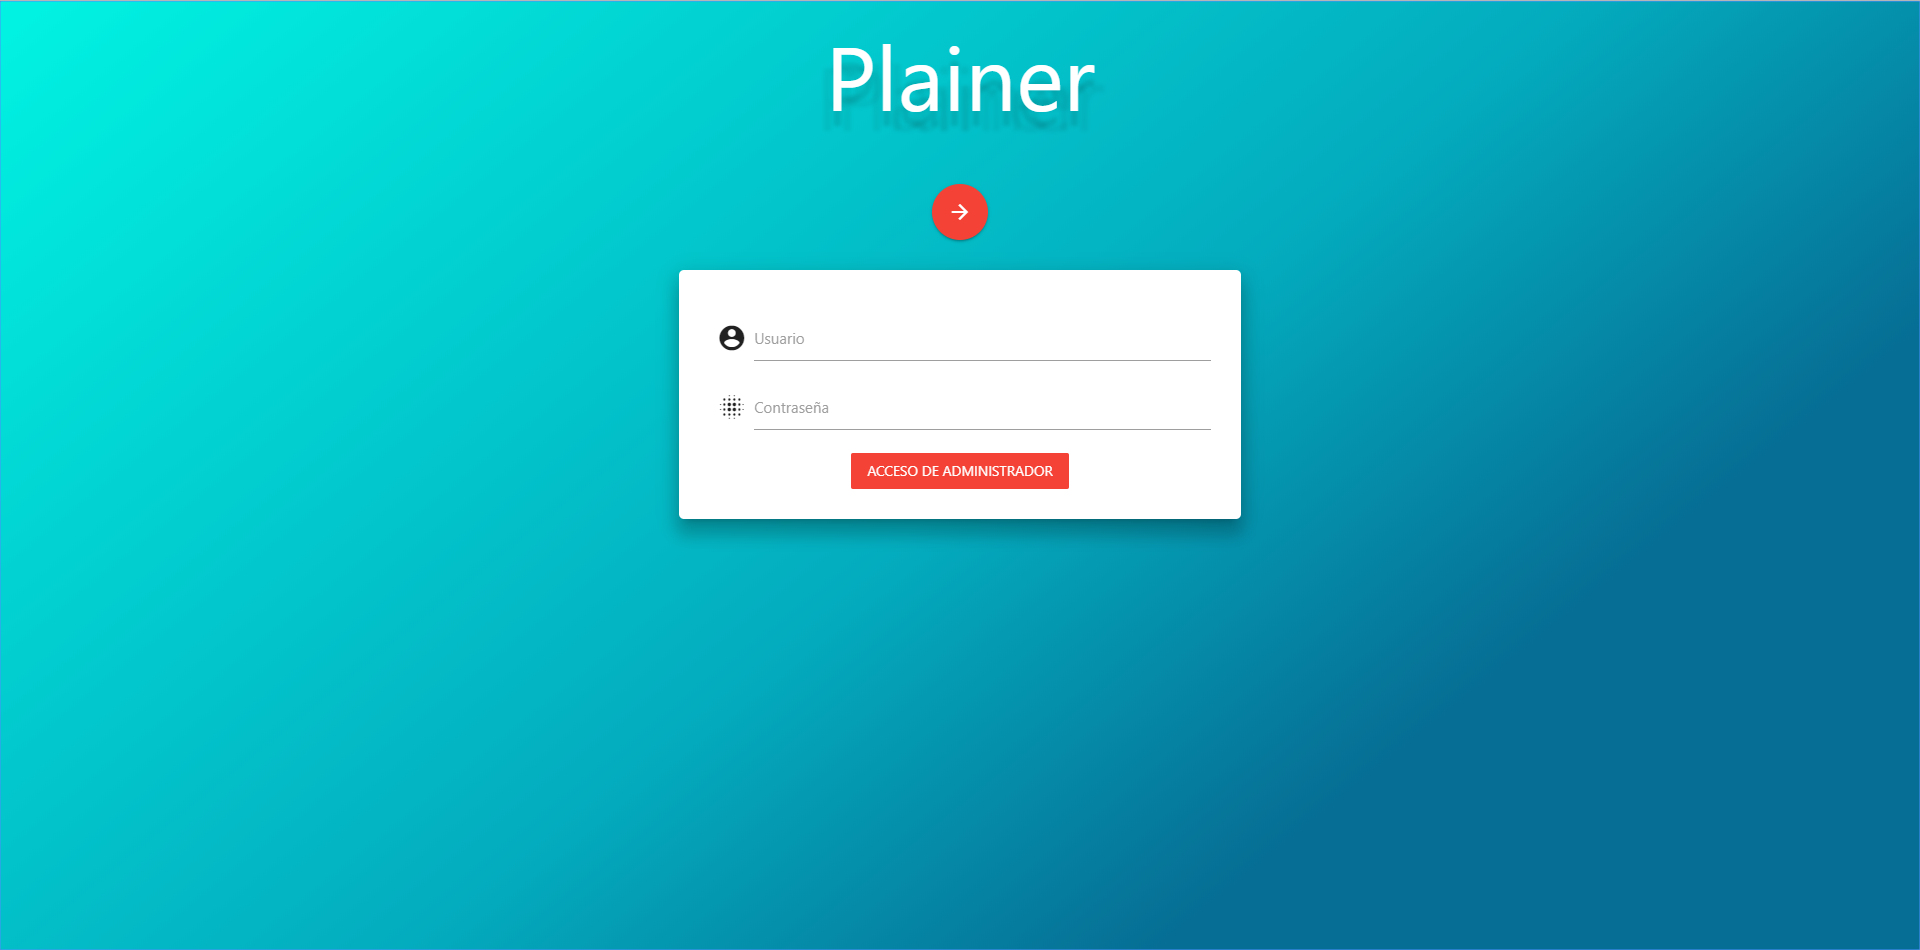 Plainer
Usuario
Contraseña
ACCESO DE ADMINISTRADOR